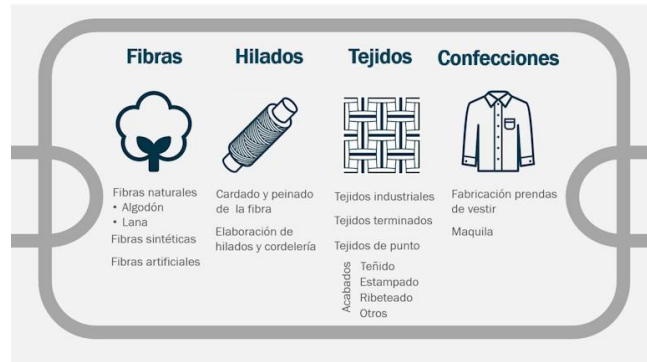 Fibras
Fibras naturales
• Algodón
• Lana
Fibras sintéticas
Fibras artificiales
Hilados
Cardado y peinado
de la fibra
Elaboración de
hilados y cordelería
Tejidos
Tejidos industriales
Tejidos terminados
Tejidos de punto
Acabados
Teñido
Estampado
Ribeteado
Otros
Confecciones
Fabricación prendas
de vestir
Maquila